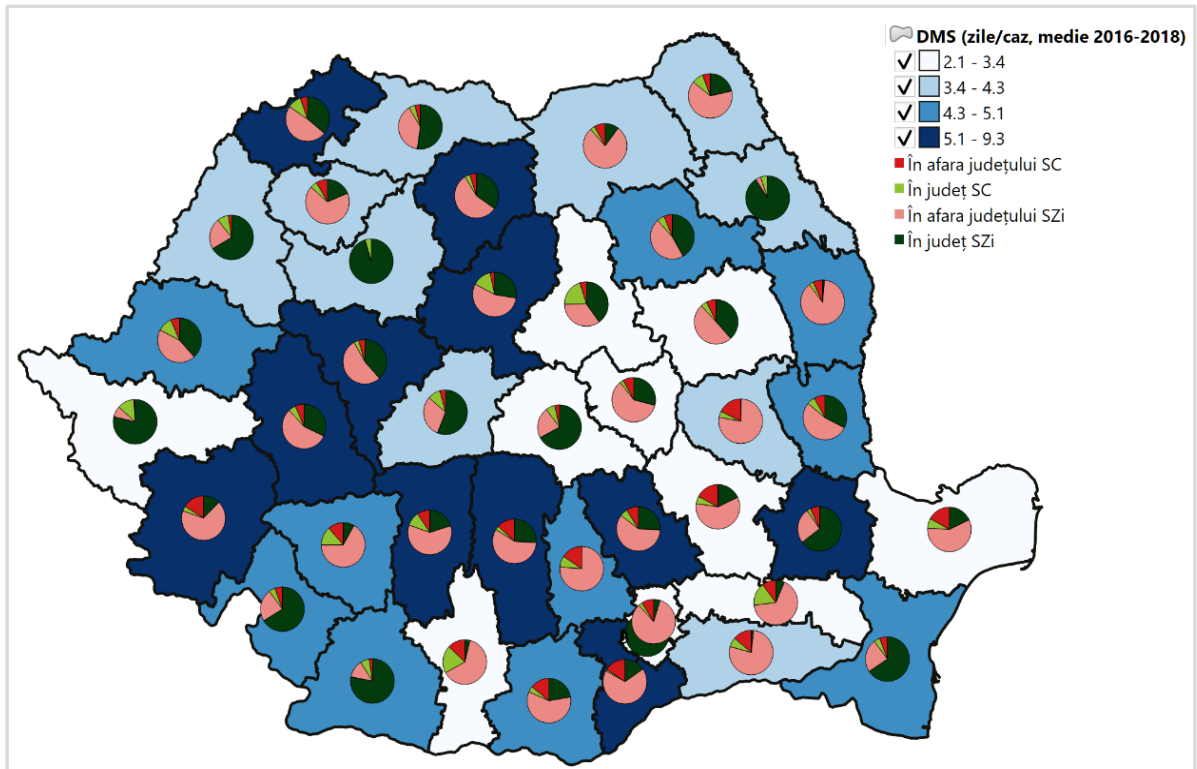 DMS (zile/caz, medie 2016-2018)
2.1 - 3.4
3.4 - 4.3
4.3 - 5.1
5.1 - 9.3
În afara județului SC
În județ SC
În afara județului SZi
În județ SZi